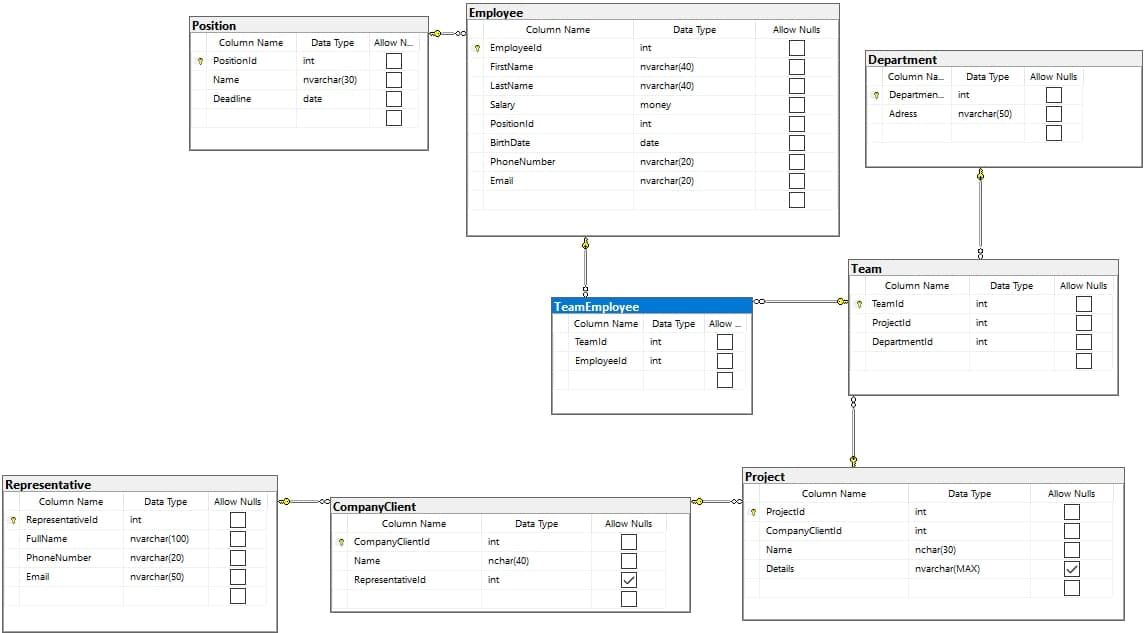 Position
Column Name Data Type Allow N...
PositionId int
Name nvarchar(30)
Deadline date
Employee
Column Name Data Type Allow Nulls
EmployeeId int
FirstName nvarchar(40)
LastName nvarchar(40)
Salary money
PositionId int
BirthDate date
PhoneNumber nvarchar(20)
Email nvarchar(20)
Department
Column Na... Data Type Allow Nulls
Departmen... int
Adress nvarchar(50)
TeamEmployee
Column Name Data Type Allow ...
TeamId int
EmployeeId int
Team
Column Name Data Type Allow Nulls
TeamId int
ProjectId int
DepartmentId int
Representative
Column Name Data Type Allow Nulls
RepresentativeId int
FullName nvarchar(100)
PhoneNumber nvarchar(20)
Email nvarchar(50)
CompanyClient
Column Name Data Type Allow Nulls
CompanyClientId int
Name nchar(40)
RepresentativeId int
Project
Column Name Data Type Allow Nulls
ProjectId int
CompanyClientId int
Name nchar(30)
Details nvarchar(MAX)